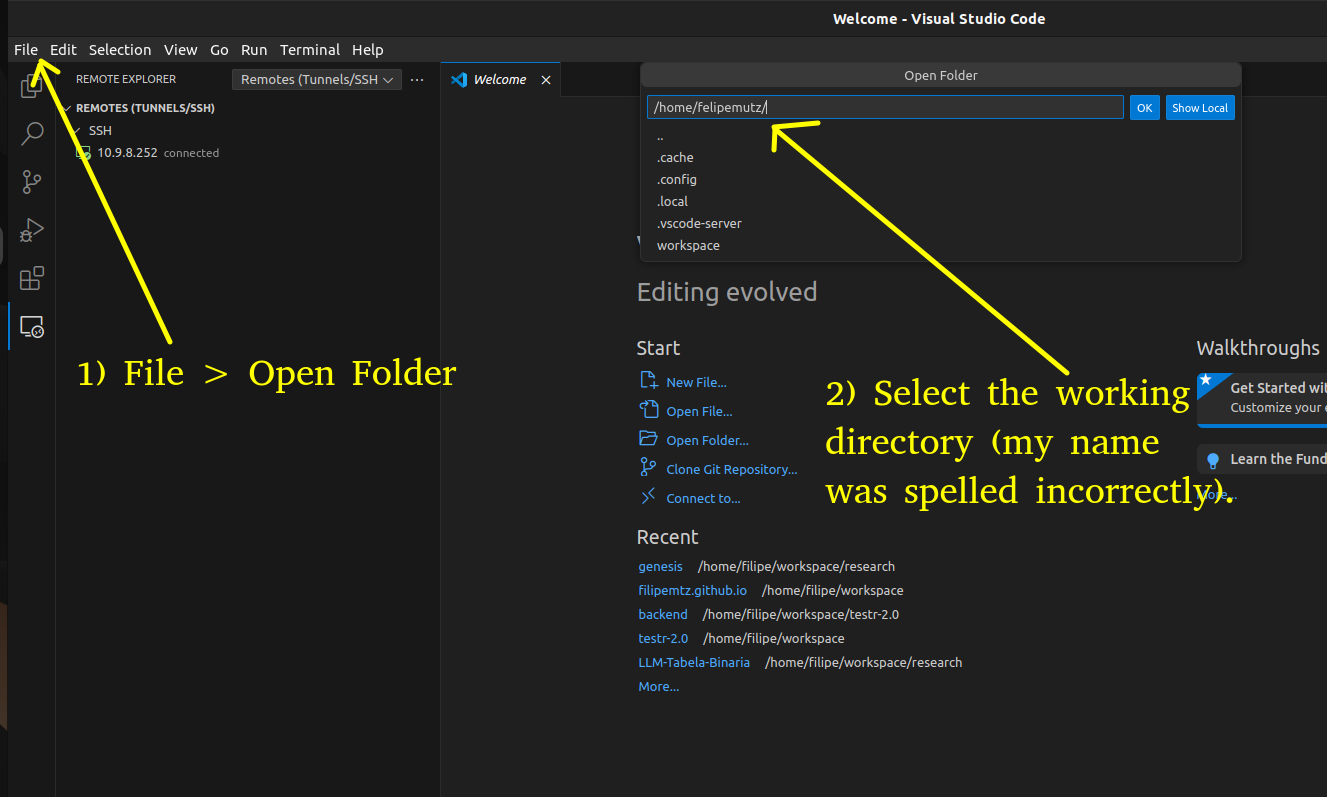 Welcome - Visual Studio Code
File Edit Selection View Go Run Terminal Help
REMOTE EXPLORER
Remotes (Tunnels/SSH
REMOTES (TUNNELS/SSH)
SSH
10.9.8.252 connected
Welcome
Open Folder
/home/felipemutz/
OK
Show Local
..
.cache
.config
.local
.vscode-server
workspace
Editing evolved
1) File > Open Folder
2) Select the working
directory (my name
was spelled incorrectly).
Start
New File...
Open File...
Open Folder...
Clone Git Repository...
Connect to...
Recent
genesis /home/filipe/workspace/research
filipemtz.github.io /home/filipe/workspace
backend /home/filipe/workspace/testr-2.0
testr-2.0 /home/filipe/workspace
LLM-Tabela-Binaria /home/filipe/workspace/research
More...
Walkthroughs
Get Started wit
Customize your e
Learn the Fund
More...